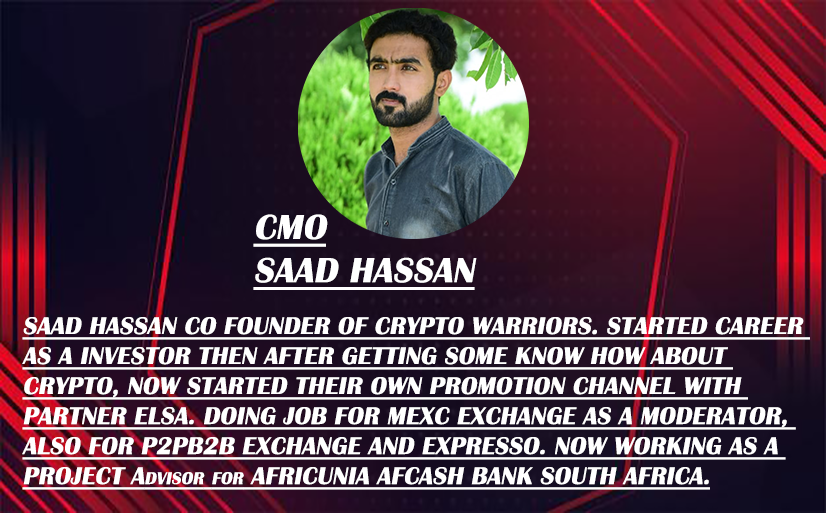 CMO
SAAD HASSAN
SAAD HASSAN CO FOUNDER OF CRYPTO WARRIORS. STARTED CAREER
AS A INVESTOR THEN AFTER GETTING SOME KNOW HOW ABOUT
CRYPTO, NOW STARTED THEIR OWN PROMOTION CHANNEL WITH
PARTNER ELSA. DOING JOB FOR MEXC EXCHANGE AS A MODERATOR,
ALSO FOR P2PB2B EXCHANGE AND EXPRESSO. NOW WORKING AS A
PROJECT ADVISOR FOR AFRICUNIA AFCASH BANK SOUTH AFRICA.